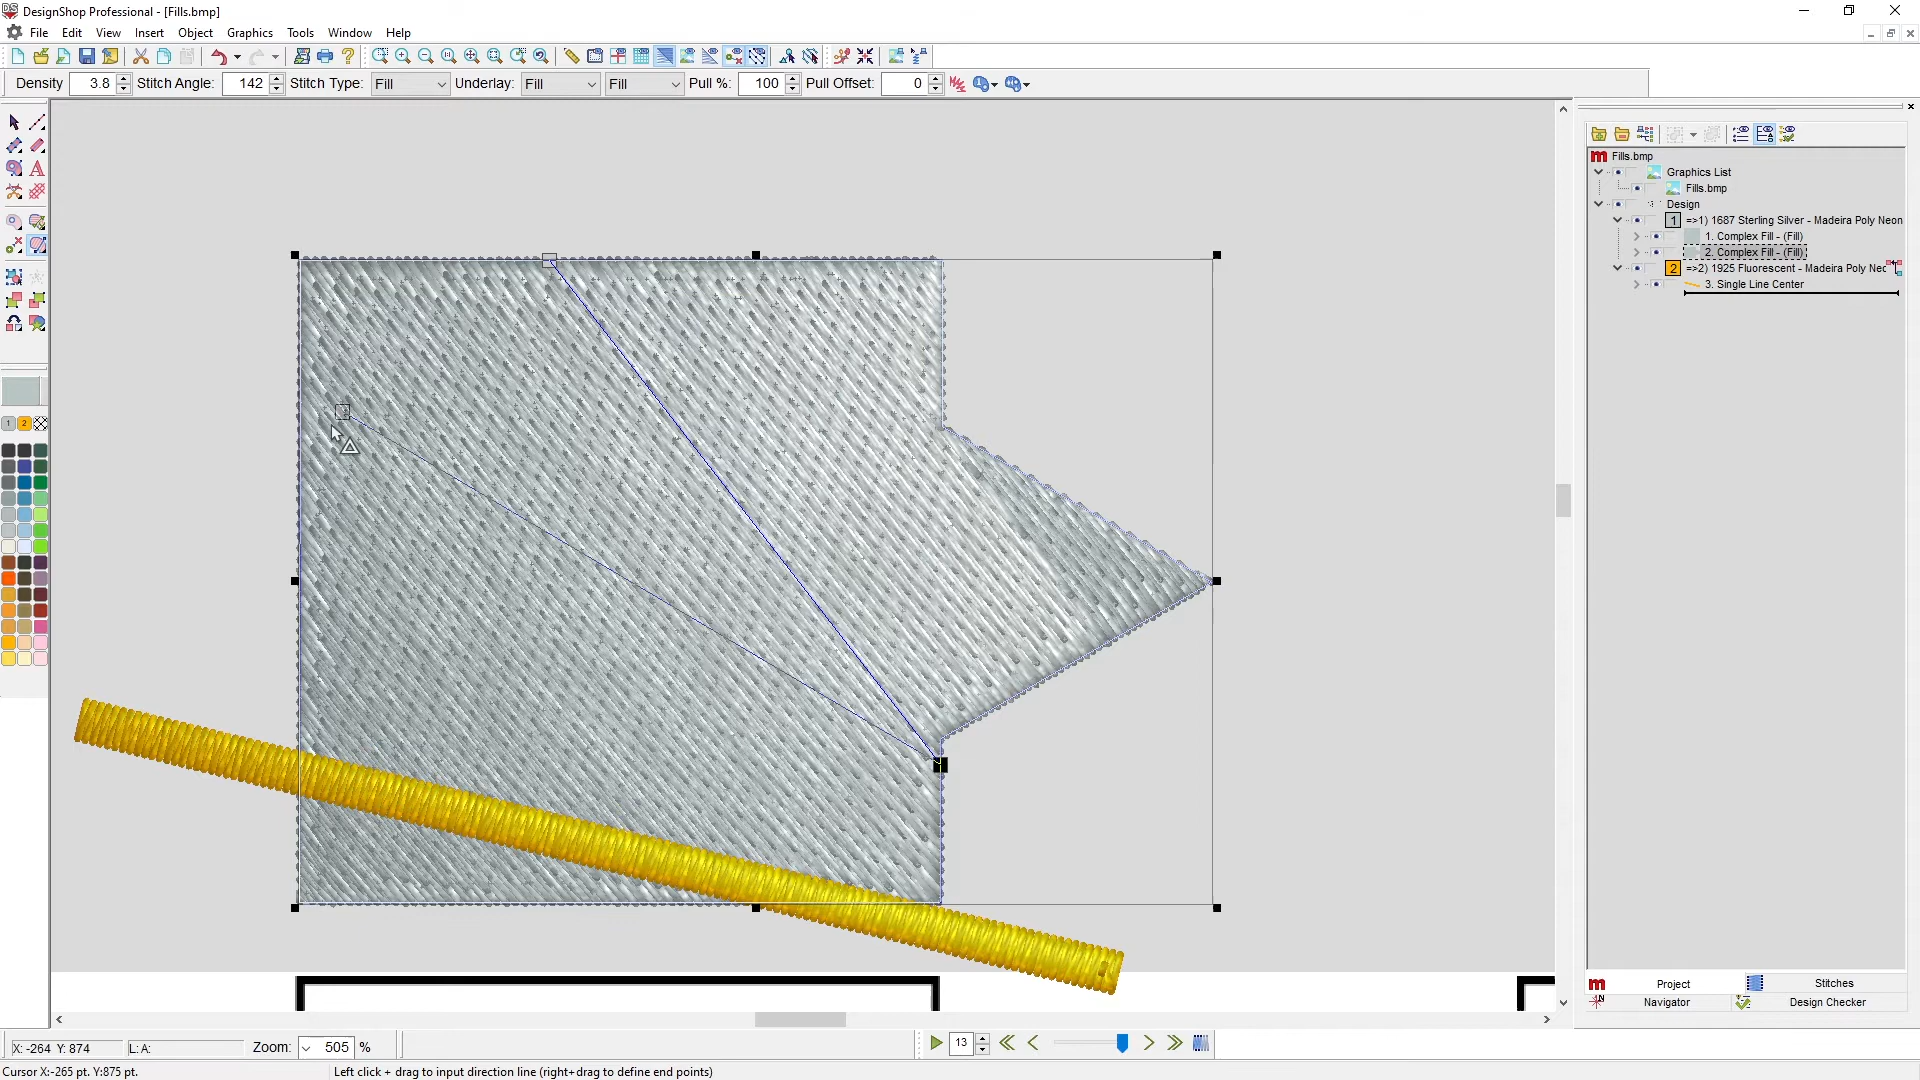 DesignShop Professional - [Fills.bmp]
File Edit View Insert Object Graphics Tools Window Help
Density 3.8 Stitch Angle: 142 Stitch Type: Fill Underlay: Fill Fill Pull %: 100 Pull Offset: 0
Fills.bmp
Graphics List
Fills.bmp
Design
1 =>1) 1687 Sterling Silver - Madeira Poly Neon
1. Complex Fill - (Fill)
2. Complex Fill - (Fill)
2 =>2) 1925 Fluorescent - Madeira Poly Neo
3. Single Line Center
1 2
Project Stitches
Navigator Design Checker
X: -264 Y: 874 L: A: Zoom: 505 % 13
Cursor X:-265 pt. Y:875 pt. Left click + drag to input direction line (right+drag to define end points)